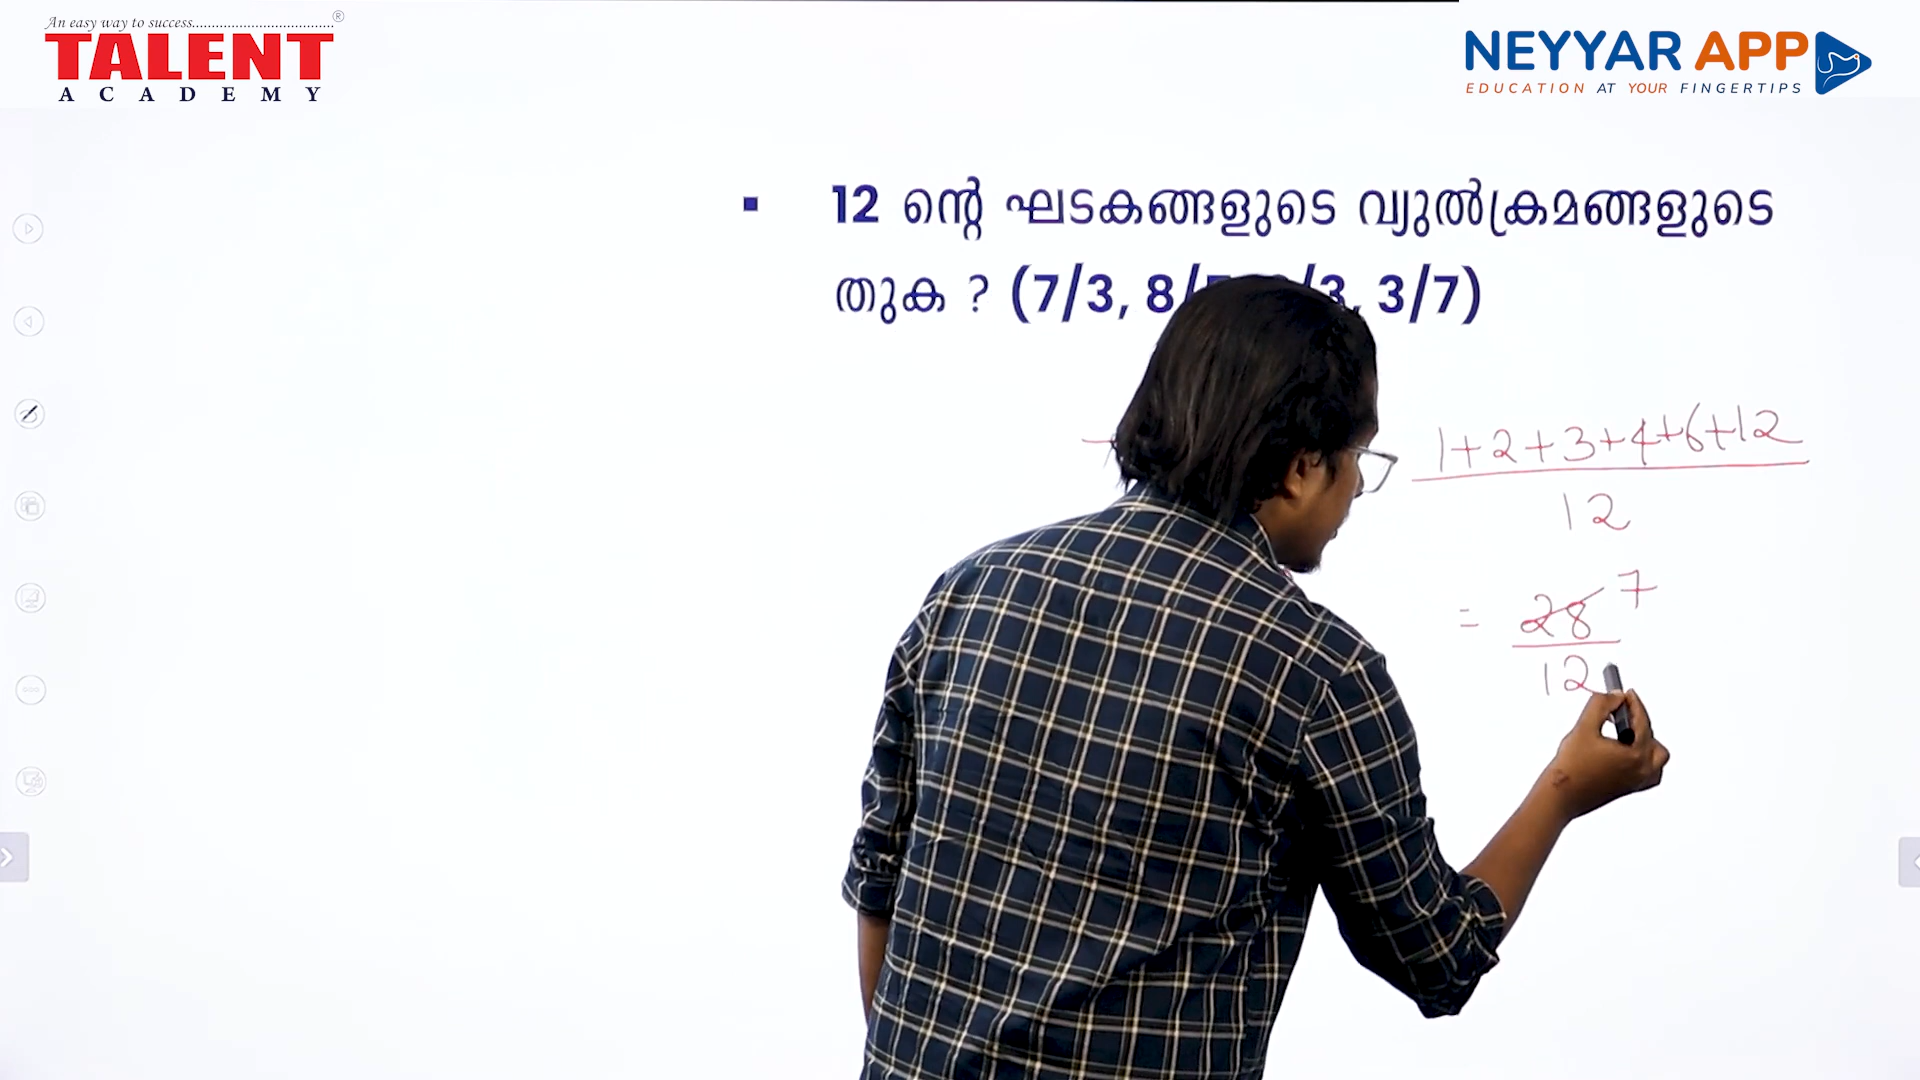 An easy way to success....................................®
TALENT
ACADEMY
NEYYAR APP
EDUCATION AT YOUR FINGERTIPS
▪ 12 ന്റെ ഘടകങ്ങളുടെ വ്യുൽക്രമങ്ങളുടെ
തുക ? (7/3, 8/ /3, 3/7)
1+2+3+4+6+12
12
= 28 7
12